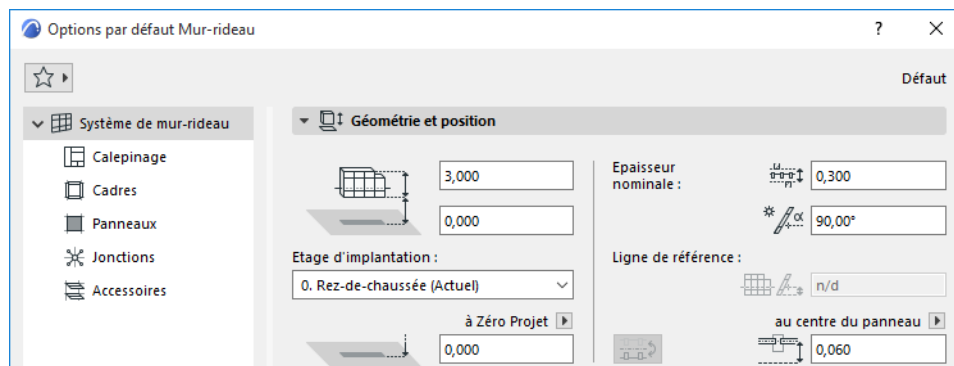 Options par défaut Mur-rideau
?
Défaut
Système de mur-rideau
Calepinage
Cadres
Panneaux
Jonctions
Accessoires
Géométrie et position
3,000
0,000
Etage d'implantation :
0. Rez-de-chaussée (Actuel)
à Zéro Projet
0,000
Epaisseur
nominale :
0,300
α
90,00°
Ligne de référence :
n/d
au centre du panneau
0,060